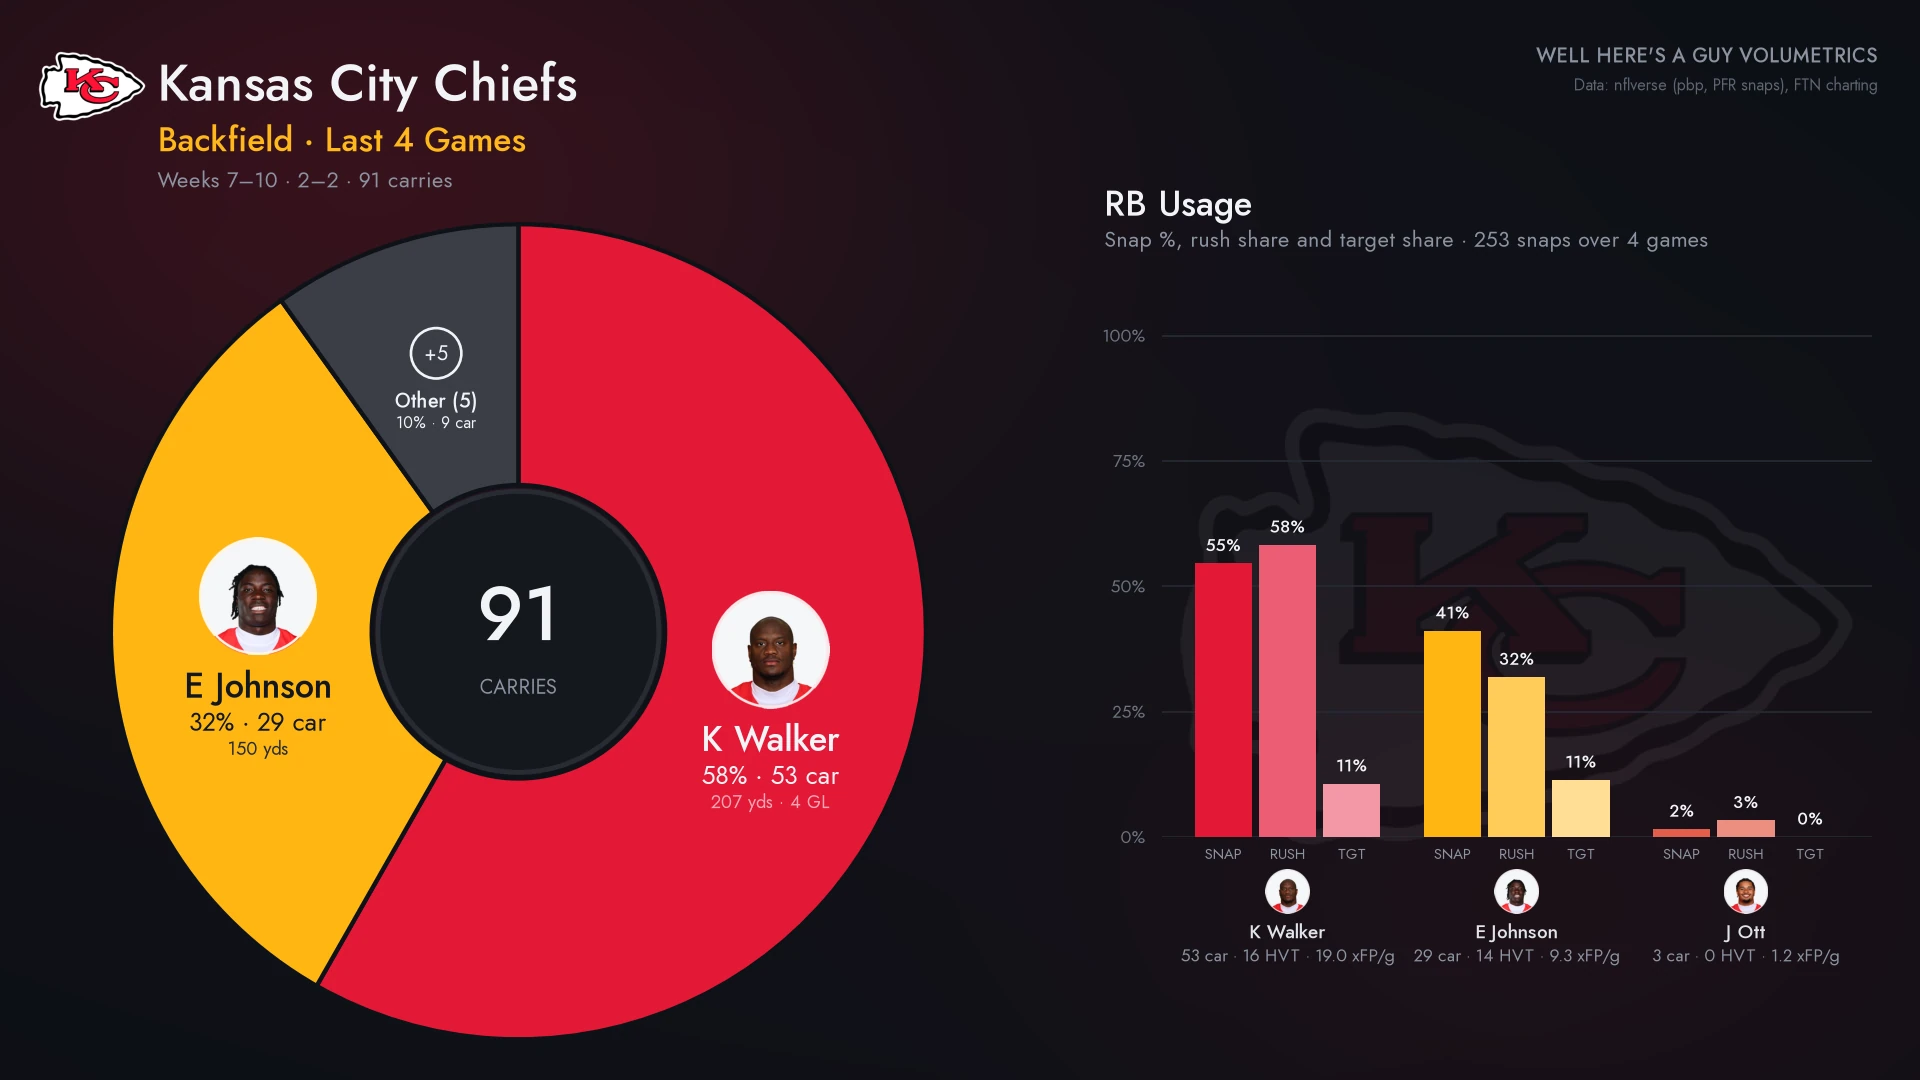 KC
Kansas City Chiefs
Backfield · Last 4 Games
Weeks 7–10 · 2–2 · 91 carries
WELL HERE'S A GUY VOLUMETRICS
Data: nflverse (pbp, PFR snaps), FTN charting
+5
Other (5)
10% · 9 car
E Johnson
32% · 29 car
150 yds
91
CARRIES
K Walker
58% · 53 car
207 yds · 4 GL
RB Usage
Snap %, rush share and target share · 253 snaps over 4 games
100%
75%
50%
25%
0%
KC
55%
58%
11%
41%
32%
11%
2%
3%
0%
SNAP RUSH TGT
SNAP RUSH TGT
SNAP RUSH TGT
K Walker
53 car · 16 HVT · 19.0 xFP/g
E Johnson
29 car · 14 HVT · 9.3 xFP/g
J Ott
3 car · 0 HVT · 1.2 xFP/g